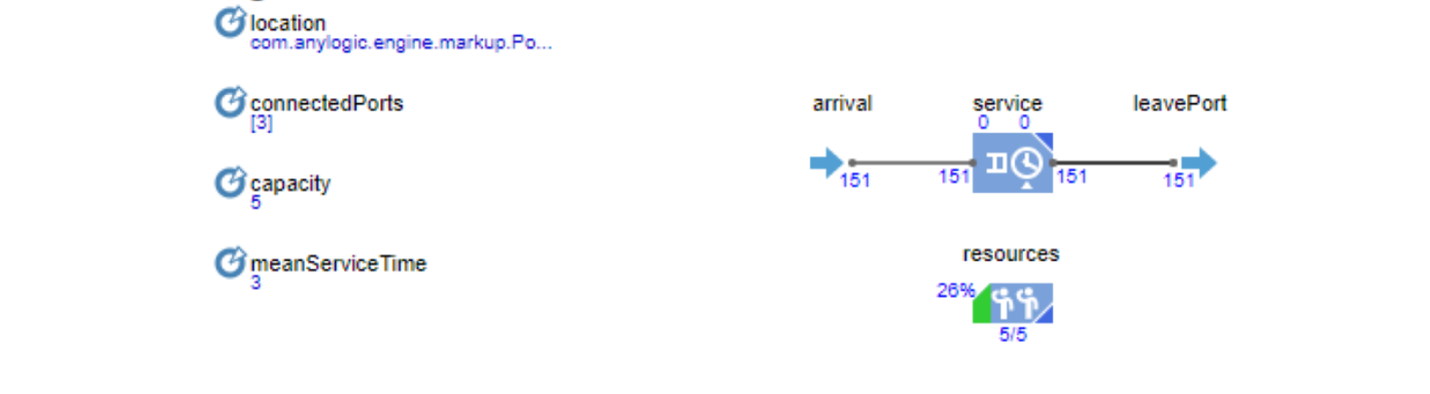 location
com.anylogic.engine.markup.Po...
connectedPorts
[3]
arrival
service
leavePort
0 0
capacity
5
151
151
151
151
meanServiceTime
3
resources
26%
5/5